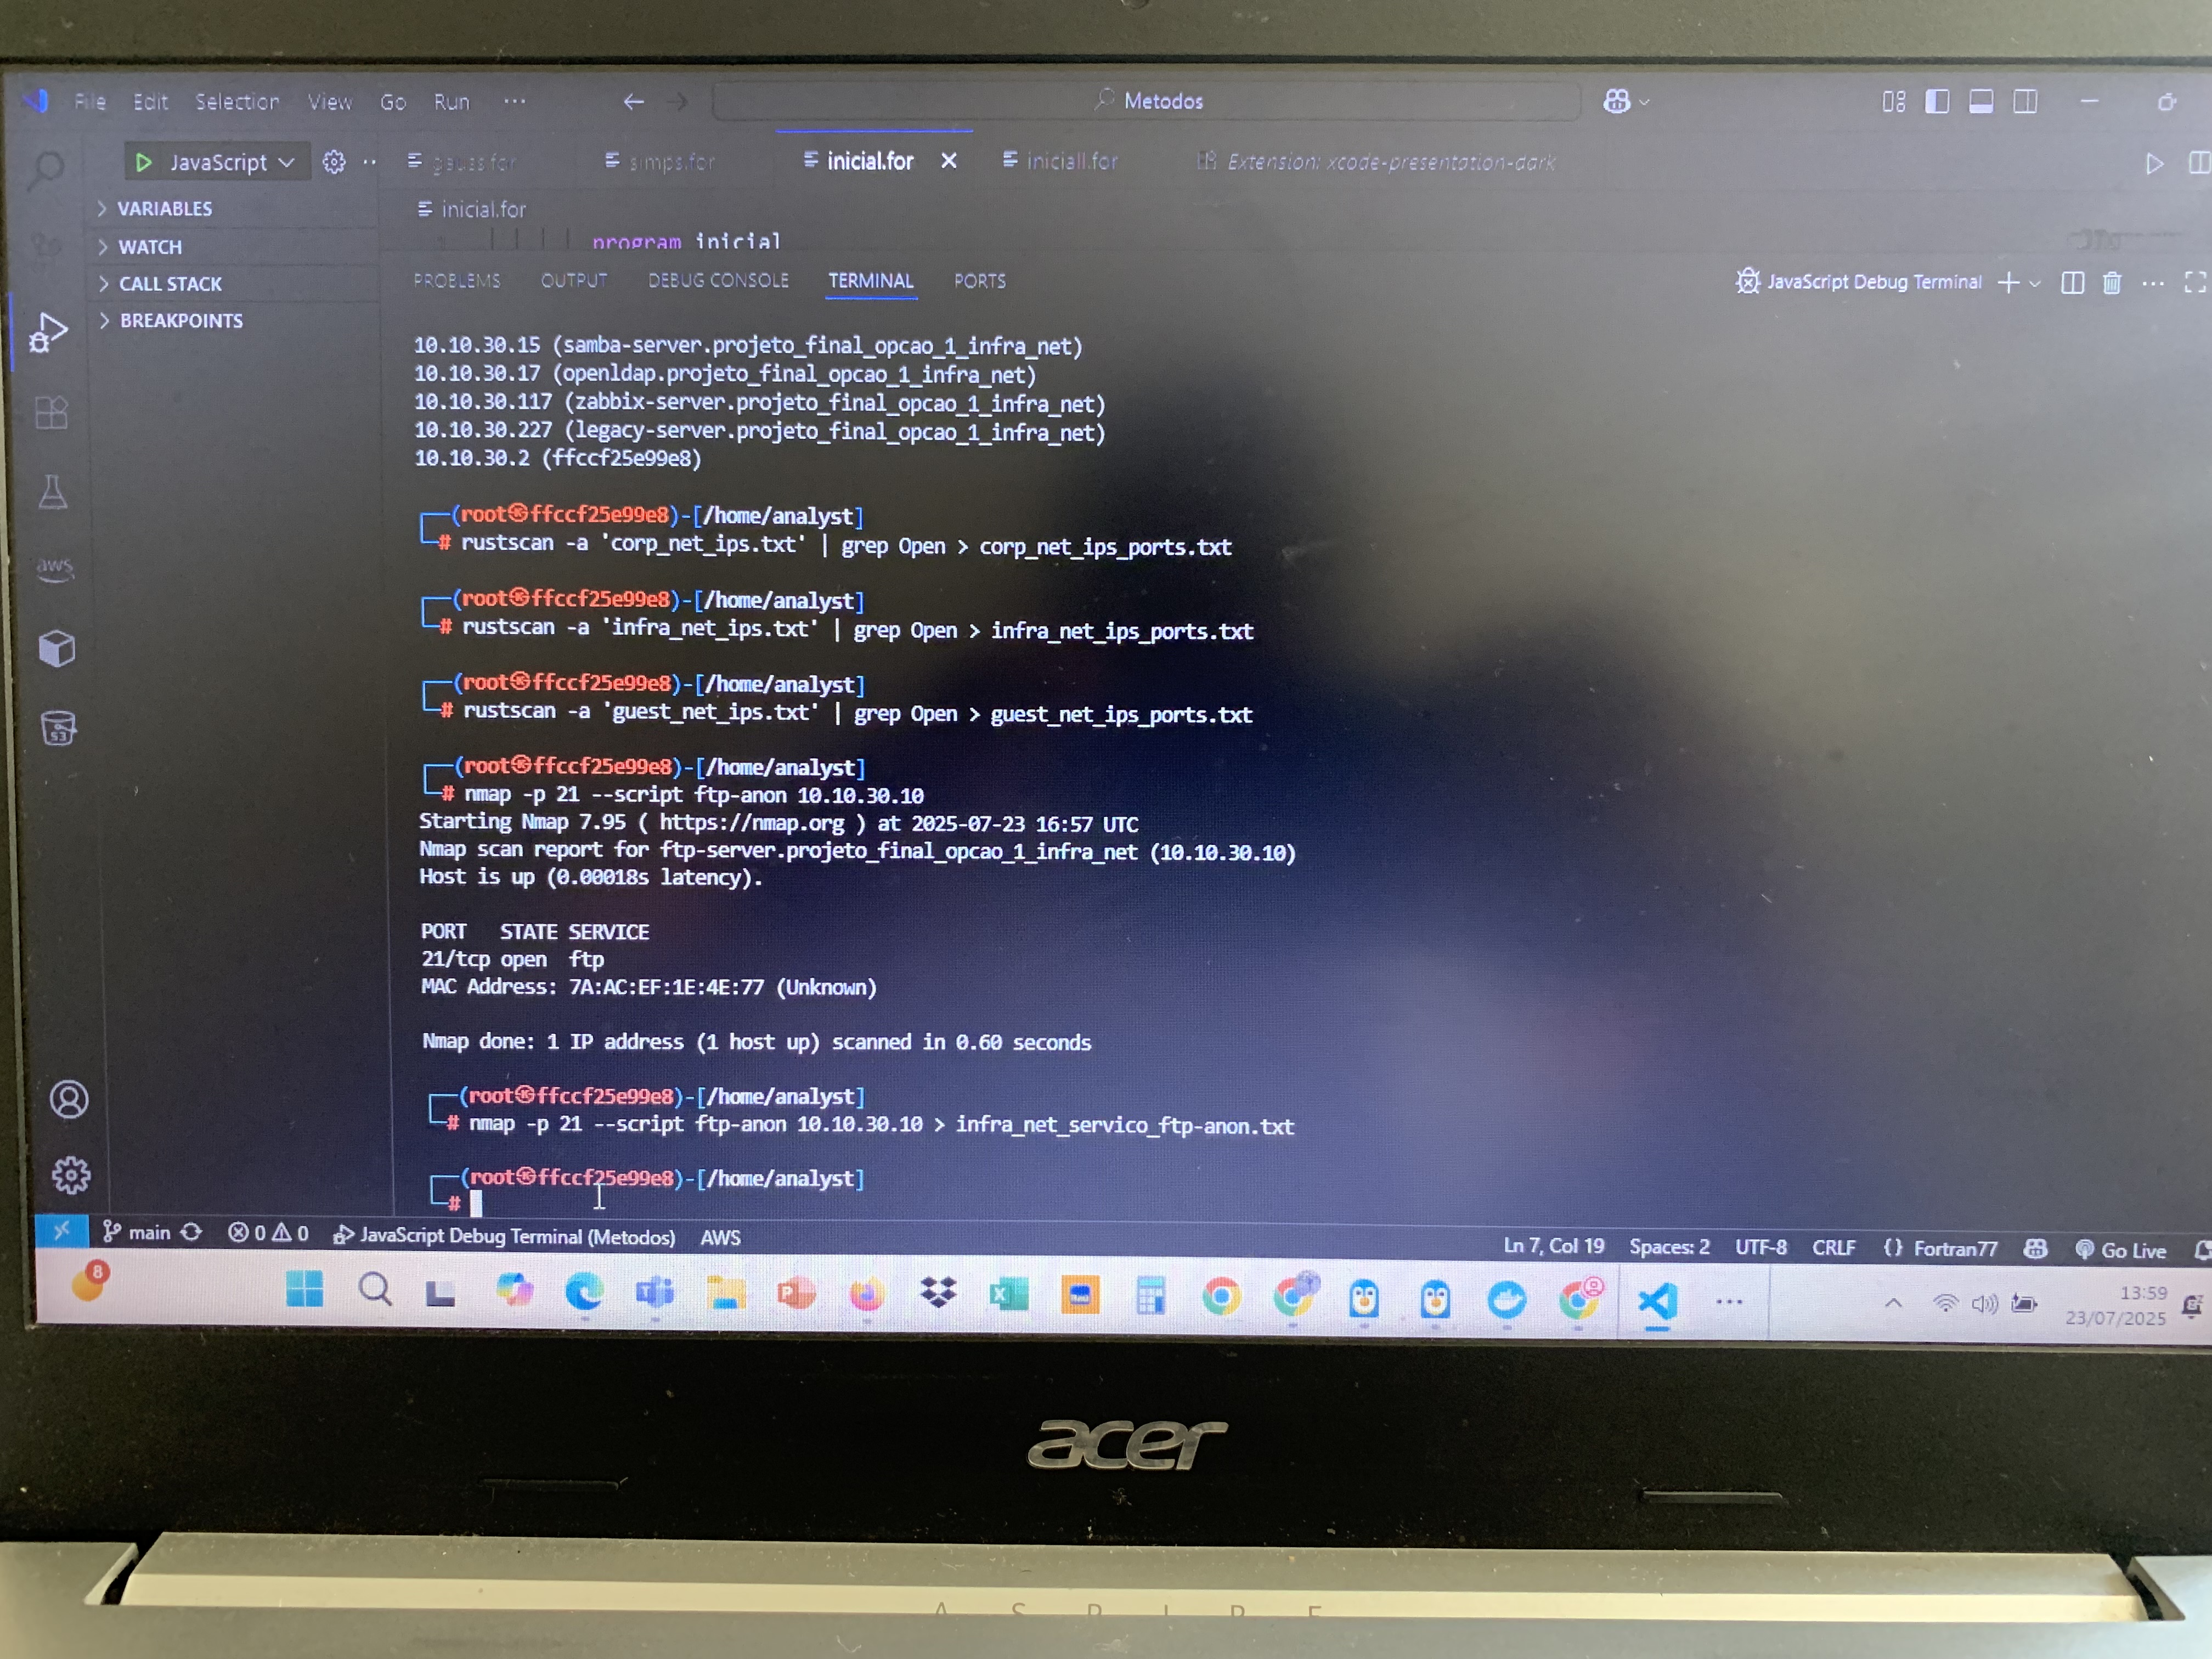 File Edit Selection View Go Run ... Metodos
JavaScript gauss.for simps.for inicial.for iniciall.for Extension: xcode-presentation-dark
VARIABLES
WATCH
CALL STACK
BREAKPOINTS
inicial.for
program inicial
PROBLEMS OUTPUT DEBUG CONSOLE TERMINAL PORTS JavaScript Debug Terminal
10.10.30.15 (samba-server.projeto_final_opcao_1_infra_net)
10.10.30.17 (openldap.projeto_final_opcao_1_infra_net)
10.10.30.117 (zabbix-server.projeto_final_opcao_1_infra_net)
10.10.30.227 (legacy-server.projeto_final_opcao_1_infra_net)
10.10.30.2 (ffccf25e99e8)
┌──(root㉿ffccf25e99e8)-[/home/analyst]
└─# rustscan -a 'corp_net_ips.txt' | grep Open > corp_net_ips_ports.txt
┌──(root㉿ffccf25e99e8)-[/home/analyst]
└─# rustscan -a 'infra_net_ips.txt' | grep Open > infra_net_ips_ports.txt
┌──(root㉿ffccf25e99e8)-[/home/analyst]
└─# rustscan -a 'guest_net_ips.txt' | grep Open > guest_net_ips_ports.txt
┌──(root㉿ffccf25e99e8)-[/home/analyst]
└─# nmap -p 21 --script ftp-anon 10.10.30.10
Starting Nmap 7.95 ( https://nmap.org ) at 2025-07-23 16:57 UTC
Nmap scan report for ftp-server.projeto_final_opcao_1_infra_net (10.10.30.10)
Host is up (0.00018s latency).
PORT STATE SERVICE
21/tcp open ftp
MAC Address: 7A:AC:EF:1E:4E:77 (Unknown)
Nmap done: 1 IP address (1 host up) scanned in 0.60 seconds
┌──(root㉿ffccf25e99e8)-[/home/analyst]
└─# nmap -p 21 --script ftp-anon 10.10.30.10 > infra_net_servico_ftp-anon.txt
┌──(root㉿ffccf25e99e8)-[/home/analyst]
└─#
aws
S3
main 0 0 JavaScript Debug Terminal (Metodos) AWS Ln 7, Col 19 Spaces: 2 UTF-8 CRLF {} Fortran77 Go Live
8
13:59
23/07/2025
acer
ASPIRE